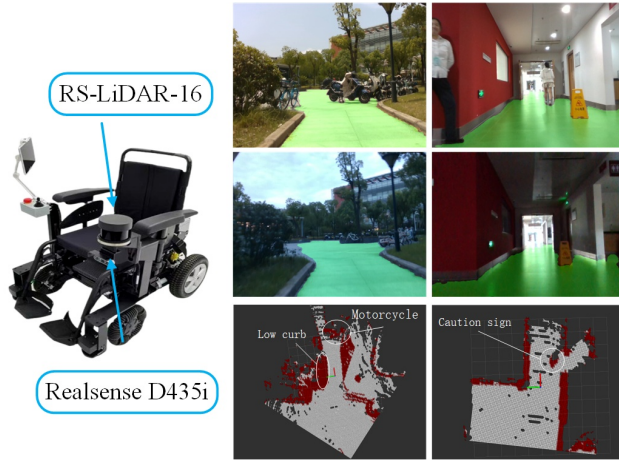 RS-LiDAR-16
Realsense D435i
Motorcycle
Low curb
Caution sign